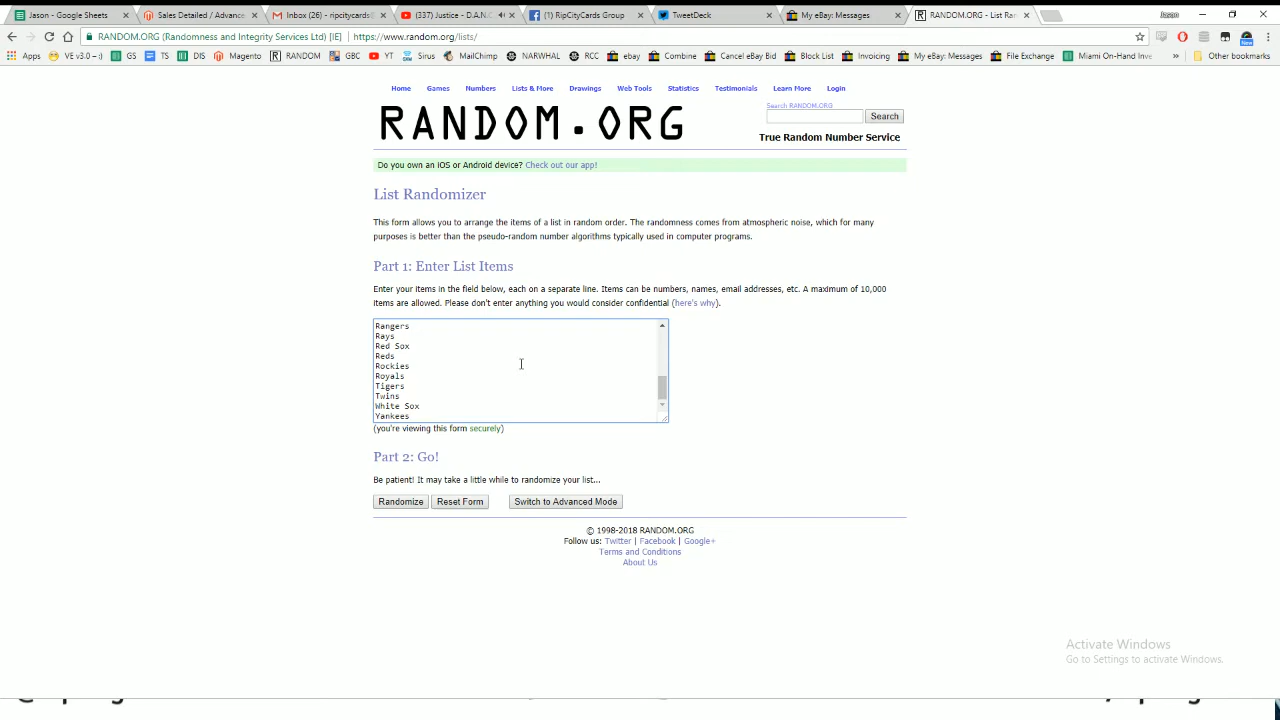 Jason - Google Sheets
Sales Detailed / Advance
Inbox (26) - ripcitycards@
(337) Justice - D.A.N.C
(1) RipCityCards Group
TweetDeck
My eBay: Messages
RANDOM.ORG - List Ran
Jason
RANDOM.ORG (Randomness and Integrity Services Ltd) [IE] https://www.random.org/lists/
Apps VE v3.0 -- :) GS TS DIS Magento RANDOM GBC YT Sirus MailChimp NARWHAL RCC ebay Combine Cancel eBay Bid Block List Invoicing My eBay: Messages File Exchange Miami On-Hand Inve » Other bookmarks
New
Home Games Numbers Lists & More Drawings Web Tools Statistics Testimonials Learn More Login
RANDOM.ORG
Search RANDOM.ORG
Search
True Random Number Service
Do you own an iOS or Android device? Check out our app!
List Randomizer
This form allows you to arrange the items of a list in random order. The randomness comes from atmospheric noise, which for many
purposes is better than the pseudo-random number algorithms typically used in computer programs.
Part 1: Enter List Items
Enter your items in the field below, each on a separate line. Items can be numbers, names, email addresses, etc. A maximum of 10,000
items are allowed. Please don't enter anything you would consider confidential (here's why).
Rangers
Rays
Red Sox
Reds
Rockies
Royals
Tigers
Twins
White Sox
Yankees
(you're viewing this form securely)
Part 2: Go!
Be patient! It may take a little while to randomize your list...
Randomize Reset Form Switch to Advanced Mode
© 1998-2018 RANDOM.ORG
Follow us: Twitter | Facebook | Google+
Terms and Conditions
About Us
Activate Windows
Go to Settings to activate Windows.